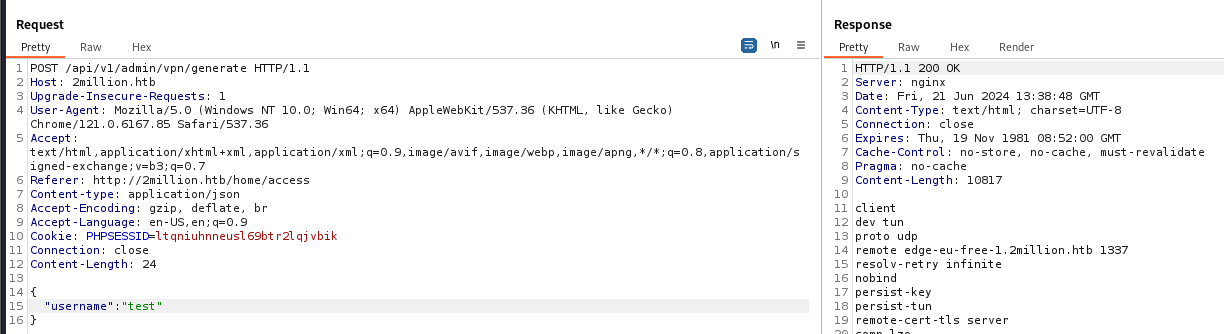 Request
Pretty Raw Hex
\n
1 POST /api/v1/admin/vpn/generate HTTP/1.1
2 Host: 2million.htb
3 Upgrade-Insecure-Requests: 1
4 User-Agent: Mozilla/5.0 (Windows NT 10.0; Win64; x64) AppleWebKit/537.36 (KHTML, like Gecko)
Chrome/121.0.6167.85 Safari/537.36
5 Accept:
text/html,application/xhtml+xml,application/xml;q=0.9,image/avif,image/webp,image/apng,*/*;q=0.8,application/s
igned-exchange;v=b3;q=0.7
6 Referer: http://2million.htb/home/access
7 Content-type: application/json
8 Accept-Encoding: gzip, deflate, br
9 Accept-Language: en-US,en;q=0.9
10 Cookie: PHPSESSID=ltqniuhnneusl69btr2lqjvbik
11 Connection: close
12 Content-Length: 24
13
14 {
15 "username":"test"
16 }
Response
Pretty Raw Hex Render
1 HTTP/1.1 200 OK
2 Server: nginx
3 Date: Fri, 21 Jun 2024 13:38:48 GMT
4 Content-Type: text/html; charset=UTF-8
5 Connection: close
6 Expires: Thu, 19 Nov 1981 08:52:00 GMT
7 Cache-Control: no-store, no-cache, must-revalidate
8 Pragma: no-cache
9 Content-Length: 10817
10
11 client
12 dev tun
13 proto udp
14 remote edge-eu-free-1.2million.htb 1337
15 resolv-retry infinite
16 nobind
17 persist-key
18 persist-tun
19 remote-cert-tls server
20 comp-lzo